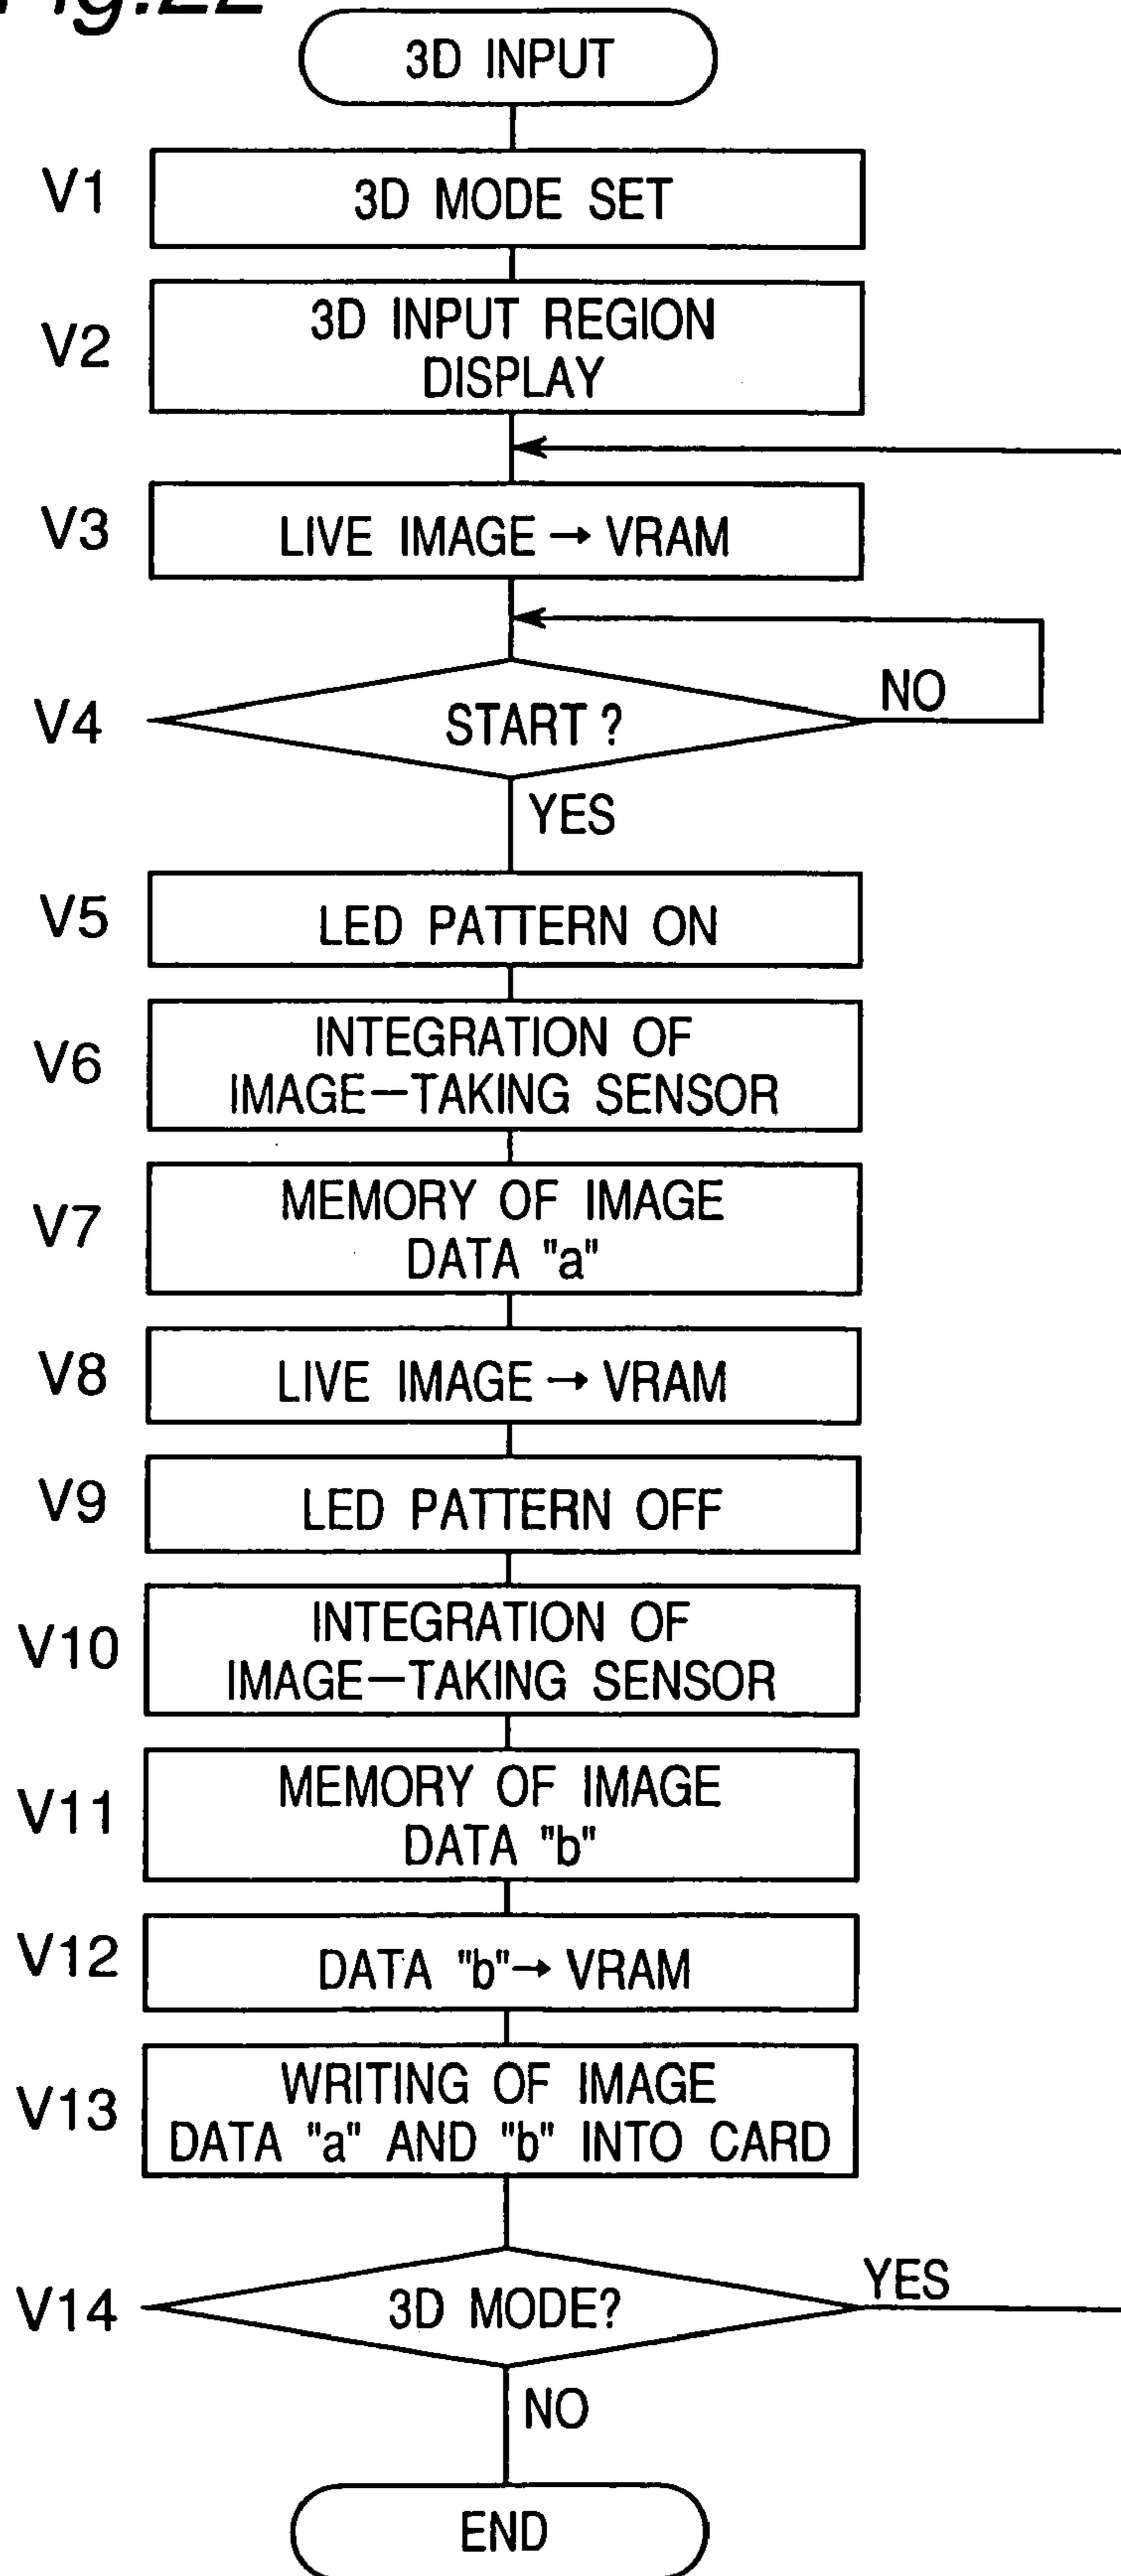 Fig.22
3D INPUT
V1
3D MODE SET
V2
3D INPUT REGION
DISPLAY
V3
LIVE IMAGE → VRAM
V4
START ?
NO
YES
V5
LED PATTERN ON
V6
INTEGRATION OF
IMAGE—TAKING SENSOR
V7
MEMORY OF IMAGE
DATA "a"
V8
LIVE IMAGE → VRAM
V9
LED PATTERN OFF
V10
INTEGRATION OF
IMAGE—TAKING SENSOR
V11
MEMORY OF IMAGE
DATA "b"
V12
DATA "b"→ VRAM
V13
WRITING OF IMAGE
DATA "a" AND "b" INTO CARD
V14
3D MODE?
YES
NO
END